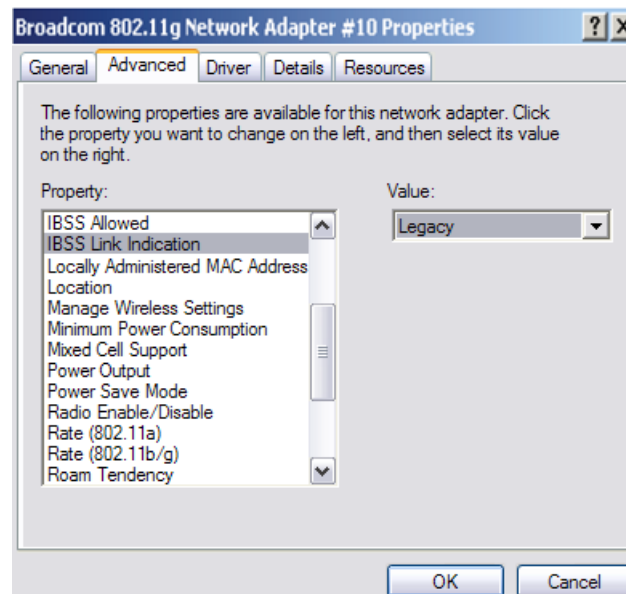 Broadcom 802.11g Network Adapter #10 Properties
General Advanced Driver Details Resources
The following properties are available for this network adapter. Click
the property you want to change on the left, and then select its value
on the right.
Property: Value:
IBSS Allowed
IBSS Link Indication Legacy
Locally Administered MAC Address
Location
Manage Wireless Settings
Minimum Power Consumption
Mixed Cell Support
Power Output
Power Save Mode
Radio Enable/Disable
Rate (802.11a)
Rate (802.11b/g)
Roam Tendency
OK Cancel